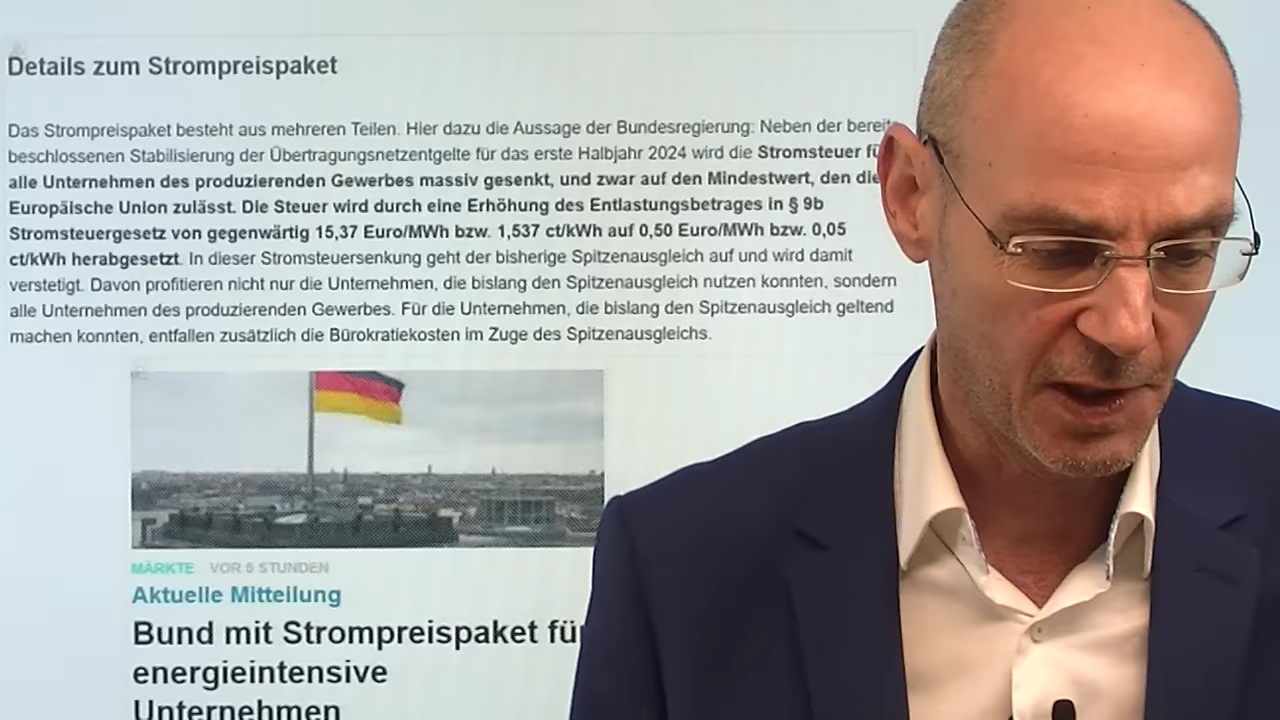 Details zum Strompreispaket
Das Strompreispaket besteht aus mehreren Teilen. Hier dazu die Aussage der Bundesregierung: Neben der bereit
beschlossenen Stabilisierung der Übertragungsnetzentgelte für das erste Halbjahr 2024 wird die Stromsteuer fü
alle Unternehmen des produzierenden Gewerbes massiv gesenkt, und zwar auf den Mindestwert, den die
Europäische Union zulässt. Die Steuer wird durch eine Erhöhung des Entlastungsbetrages in § 9b
Stromsteuergesetz von gegenwärtig 15,37 Euro/MWh bzw. 1,537 ct/kWh auf 0,50 Euro/MWh bzw. 0,05
ct/kWh herabgesetzt. In dieser Stromsteuersenkung geht der bisherige Spitzenausgleich auf und wird damit
verstetigt. Davon profitieren nicht nur die Unternehmen, die bislang den Spitzenausgleich nutzen konnten, sondern
alle Unternehmen des produzierenden Gewerbes. Für die Unternehmen, die bislang den Spitzenausgleich geltend
machen konnten, entfallen zusätzlich die Bürokratiekosten im Zuge des Spitzenausgleichs.
MÄRKTE VOR 5 STUNDEN
Aktuelle Mitteilung
Bund mit Strompreispaket für
energieintensive
Unternehmen